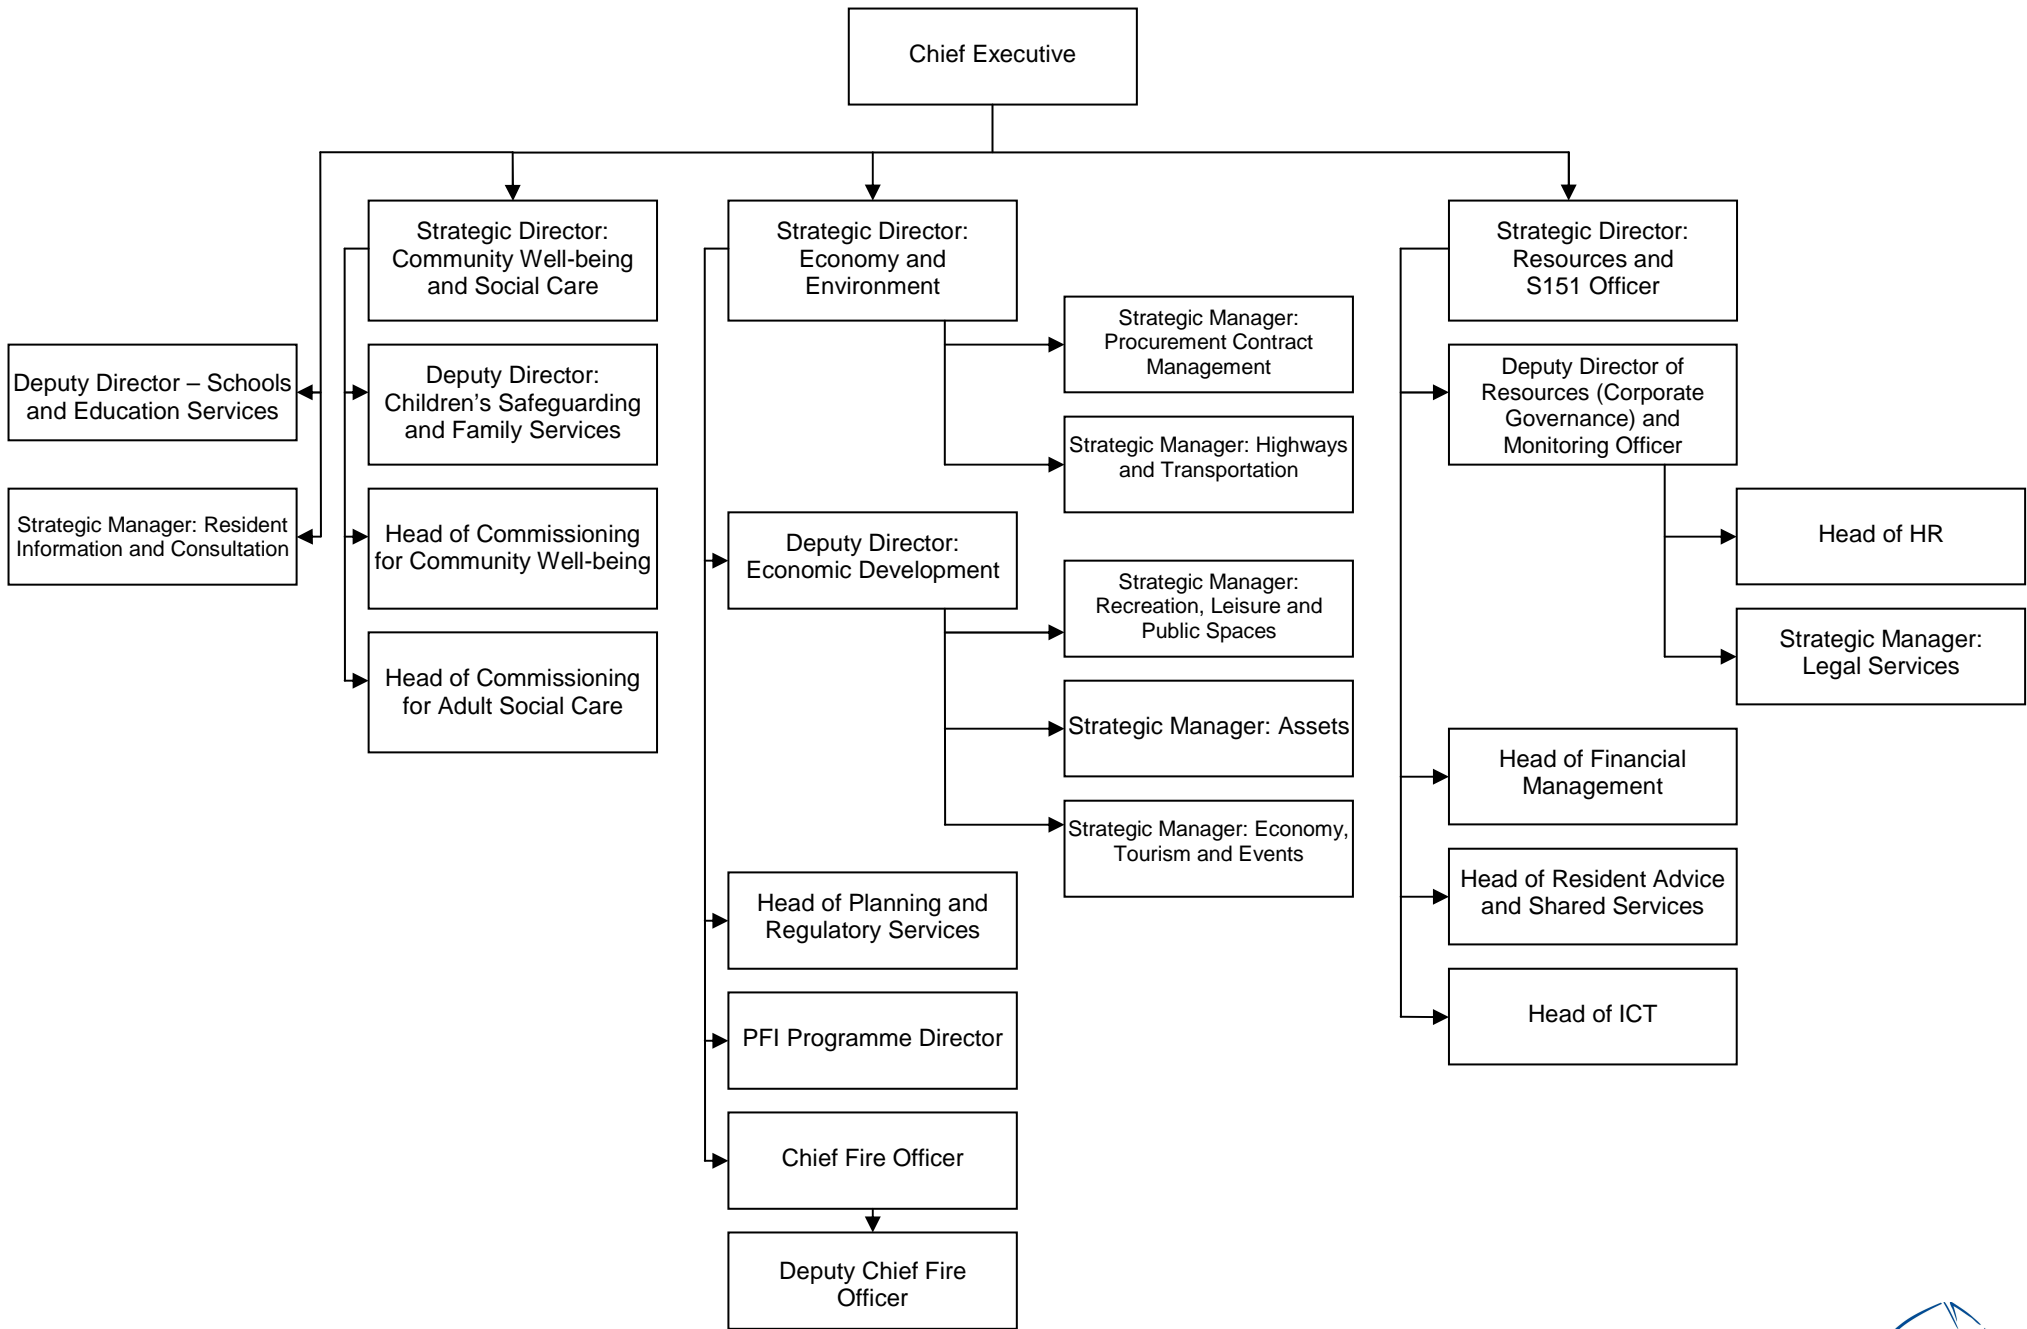 Chief Executive
Strategic Director:
Community Well-being
and Social Care
Strategic Director:
Economy and
Environment
Strategic Director:
Resources and
S151 Officer
Strategic Manager:
Procurement Contract
Management
Deputy Director – Schools
and Education Services
Deputy Director:
Children’s Safeguarding
and Family Services
Deputy Director of
Resources (Corporate
Governance) and
Monitoring Officer
Strategic Manager: Highways
and Transportation
Strategic Manager: Resident
Information and Consultation
Head of Commissioning
for Community Well-being
Deputy Director:
Economic Development
Head of HR
Strategic Manager:
Recreation, Leisure and
Public Spaces
Strategic Manager:
Legal Services
Head of Commissioning
for Adult Social Care
Strategic Manager: Assets
Head of Financial
Management
Strategic Manager: Economy,
Tourism and Events
Head of Resident Advice
and Shared Services
Head of Planning and
Regulatory Services
Head of ICT
PFI Programme Director
Chief Fire Officer
Deputy Chief Fire
Officer